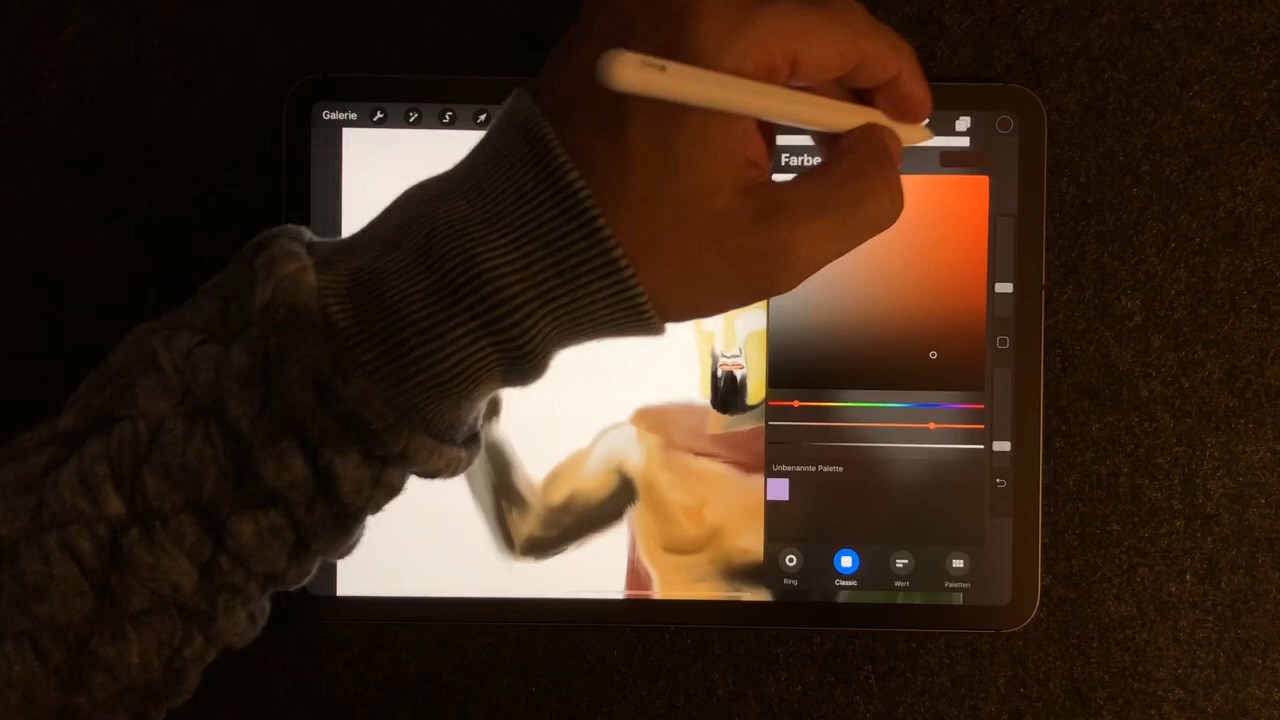 Galerie
Farbe
Unbenannte Palette
Ring
Classic
Wert
Paletten